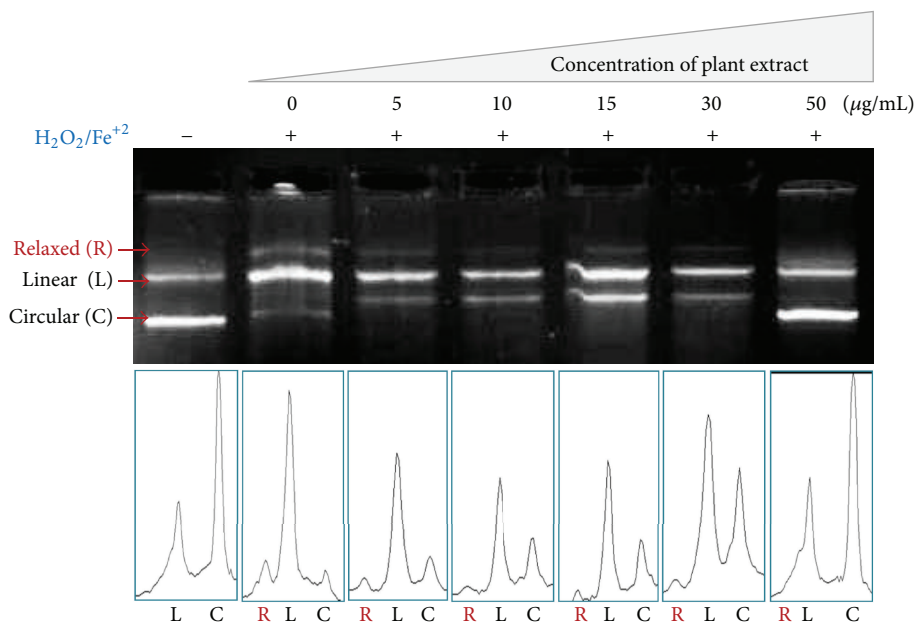 Concentration of plant extract
0 5 10 15 30 50 (μg/mL)
H₂O₂/Fe⁺² − + + + + + +
Relaxed (R)
Linear (L)
Circular (C)
L C R L C R L C R L C R L C R L C R L C